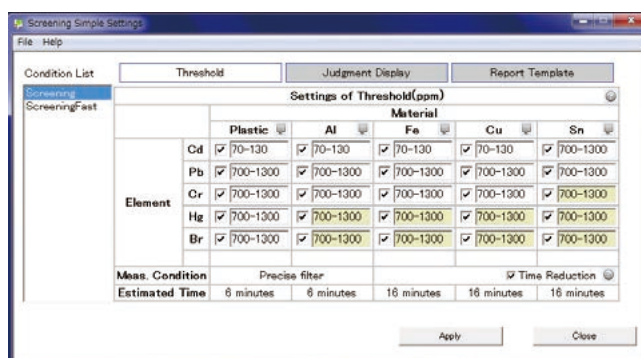 Screening Simple Settings
File Help
Condition List
Threshold
Judgment Display
Report Template
Screening
ScreeningFast
Settings of Threshold(ppm)
Material
Plastic Al Fe Cu Sn
Element
Cd 70-130 70-130 70-130 70-130 700-1300
Pb 700-1300 700-1300 700-1300 700-1300 700-1300
Cr 700-1300 700-1300 700-1300 700-1300 700-1300
Hg 700-1300 700-1300 700-1300 700-1300 700-1300
Br 700-1300 700-1300 700-1300 700-1300 700-1300
Meas. Condition Precise filter Time Reduction
Estimated Time 6 minutes 6 minutes 16 minutes 16 minutes 16 minutes
Apply Close